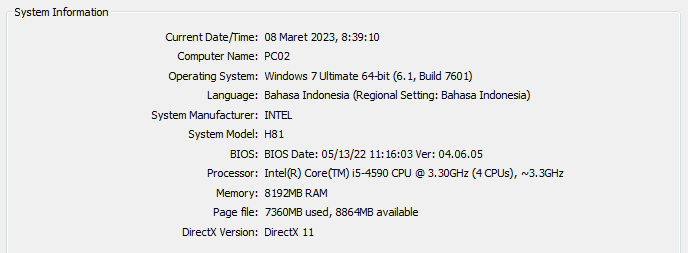 System Information
Current Date/Time: 08 Maret 2023, 8:39:10
Computer Name: PC02
Operating System: Windows 7 Ultimate 64-bit (6.1, Build 7601)
Language: Bahasa Indonesia (Regional Setting: Bahasa Indonesia)
System Manufacturer: INTEL
System Model: H81
BIOS: BIOS Date: 05/13/22 11:16:03 Ver: 04.06.05
Processor: Intel(R) Core(TM) i5-4590 CPU @ 3.30GHz (4 CPUs), ~3.3GHz
Memory: 8192MB RAM
Page file: 7360MB used, 8864MB available
DirectX Version: DirectX 11